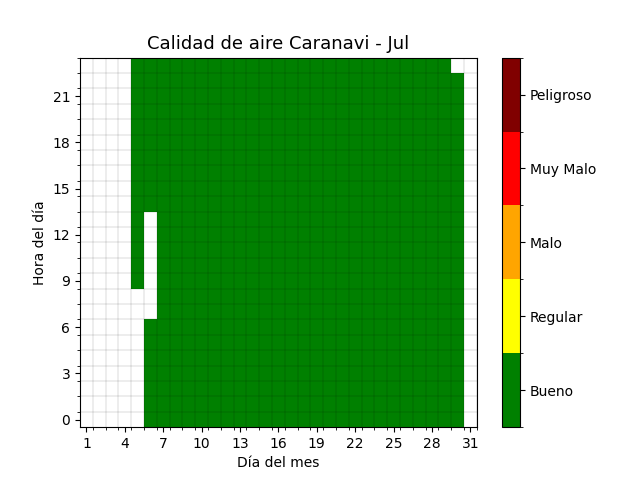 Calidad de aire Caranavi - Jul
Hora del día
21
18
15
12
9
6
3
0
1 4 7 10 13 16 19 22 25 28 31
Día del mes
Peligroso
Muy Malo
Malo
Regular
Bueno